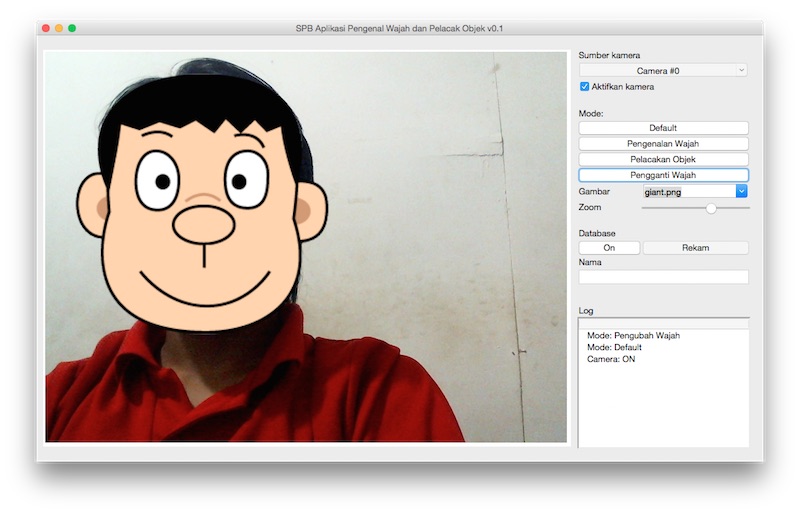 SPB Aplikasi Pengenal Wajah dan Pelacak Objek v0.1
Sumber kamera
Camera #0
Aktifkan kamera
Mode:
Default
Pengenalan Wajah
Pelacakan Objek
Pengganti Wajah
Gambar giant.png
Zoom
Database
On Rekam
Nama
Log
Mode: Pengubah Wajah
Mode: Default
Camera: ON